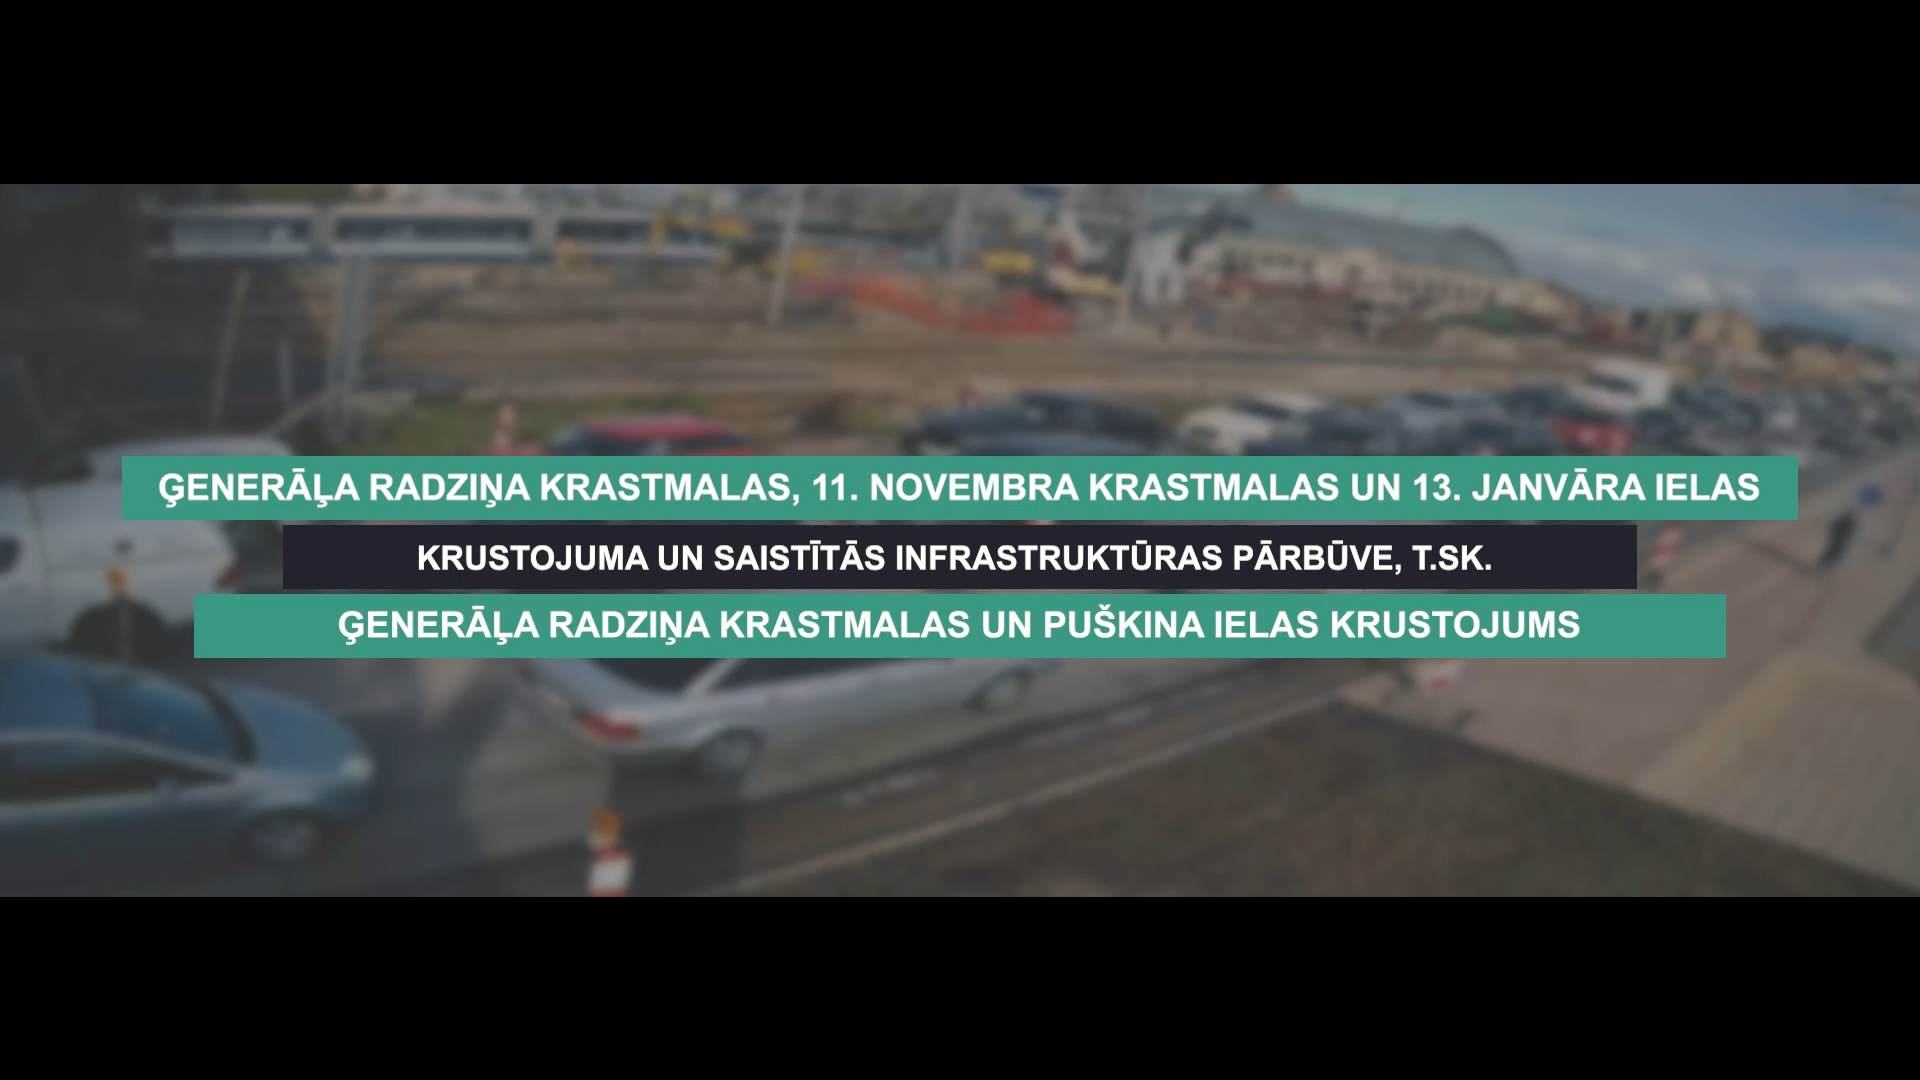 ĢENERĀĻA RADZIŅA KRASTMALAS, 11. NOVEMBRA KRASTMALAS UN 13. JANVĀRA IELAS
KRUSTOJUMA UN SAISTĪTĀS INFRASTRUKTŪRAS PĀRBŪVE, T.SK.
ĢENERĀĻA RADZIŅA KRASTMALAS UN PUŠKINA IELAS KRUSTOJUMS